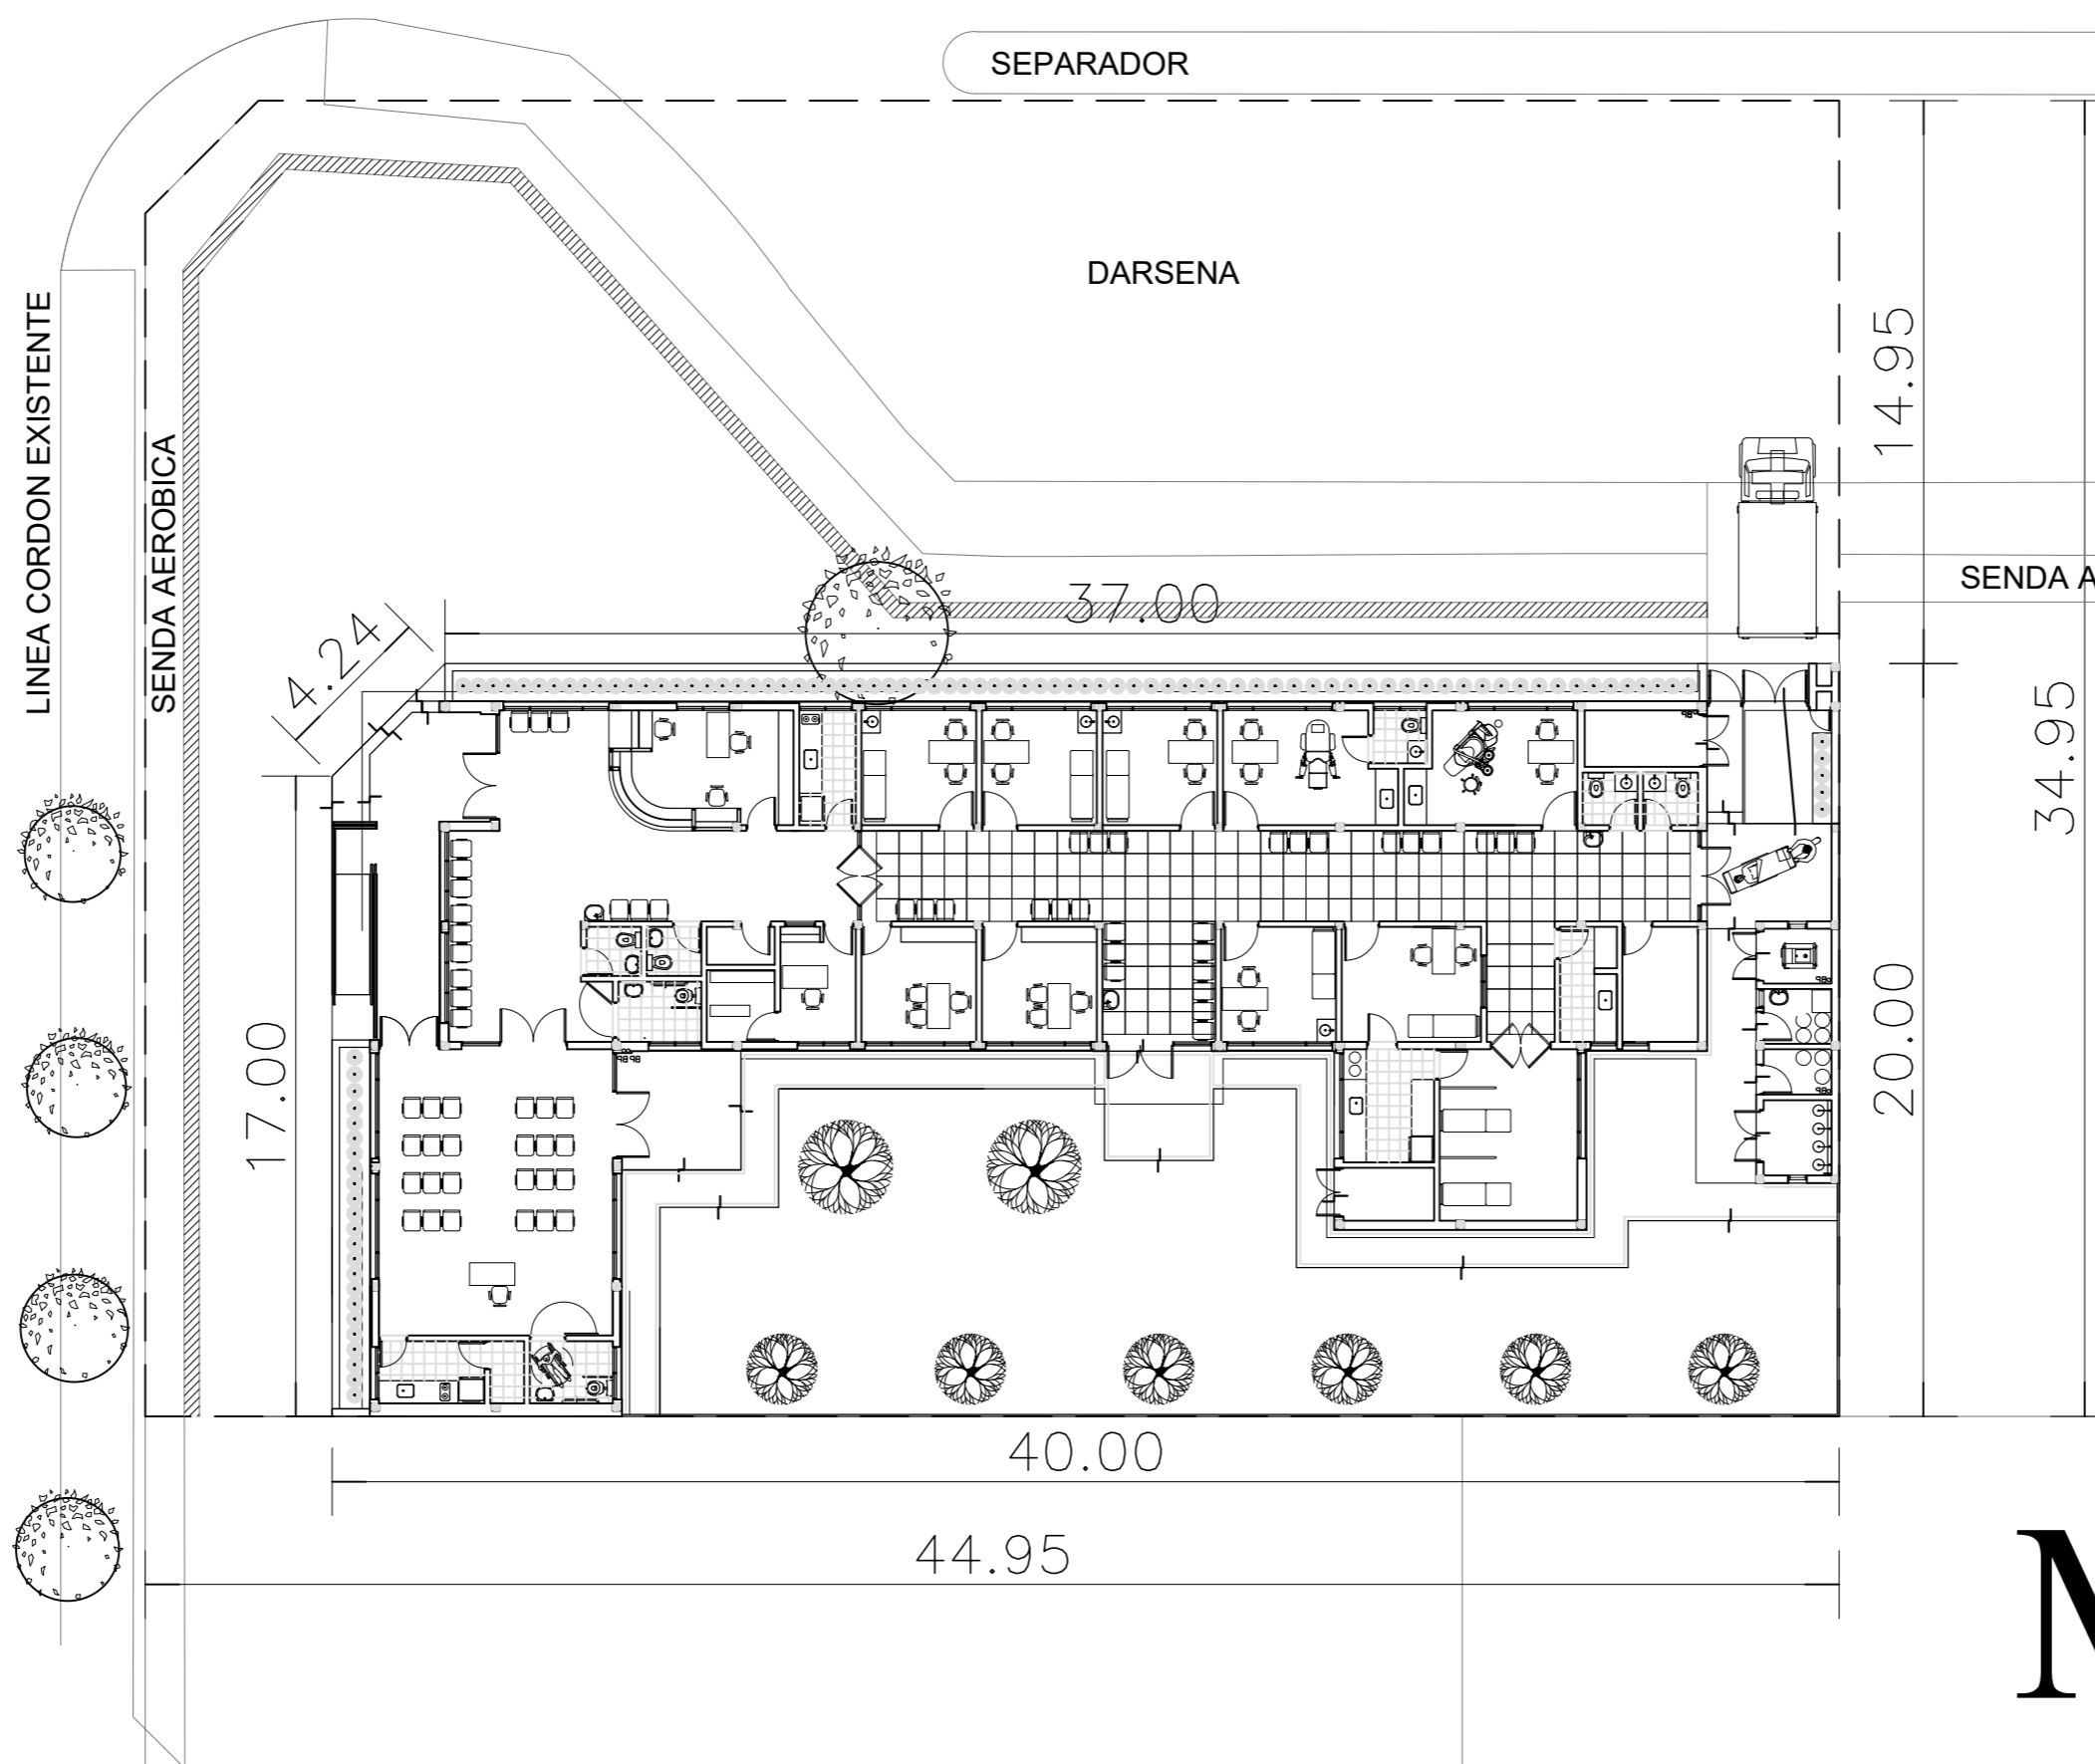 SEPARADOR
DARSENA
LINEA CORDON EXISTENTE
SENDA AEROBICA
14.95
SENDA A
37.00
4.24
34.95
17.00
20.00
40.00
44.95
M